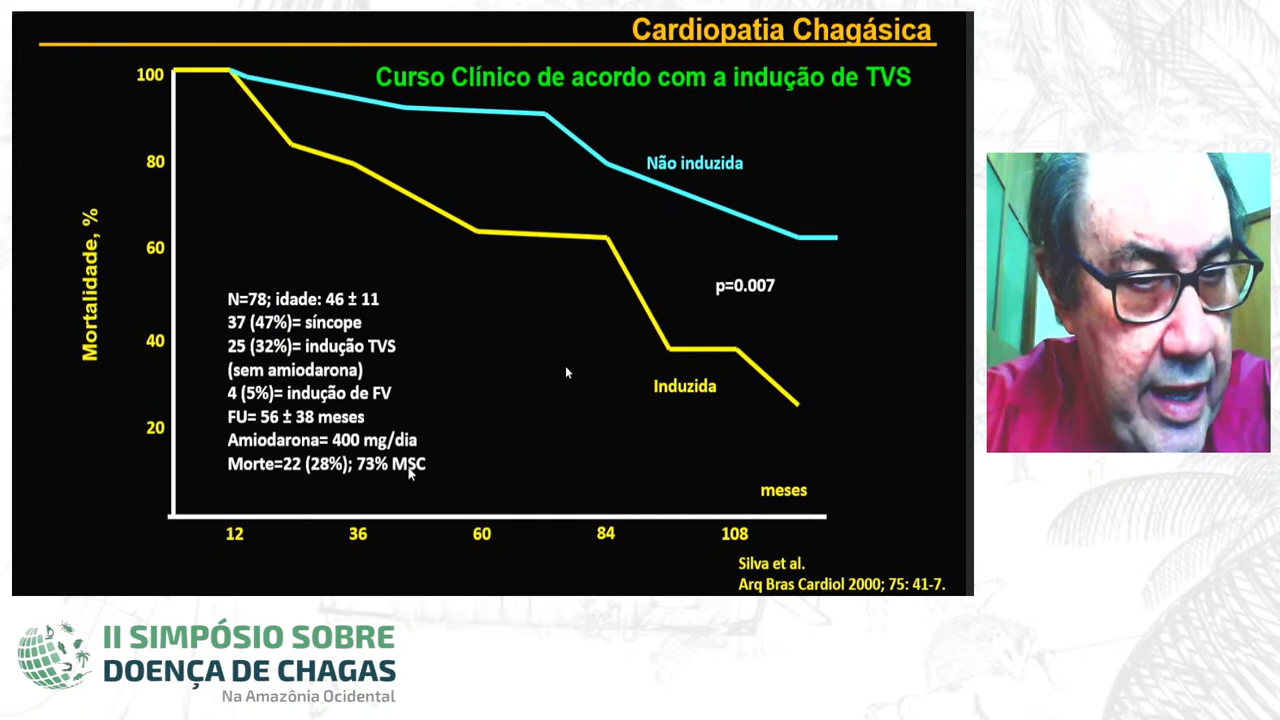 Cardiopatia Chagásica
Curso Clínico de acordo com a indução de TVS
Mortalidade, %
100
80
60
40
20
Não induzida
p=0.007
Induzida
N=78; idade: 46 ± 11
37 (47%)= síncope
25 (32%)= indução TVS
(sem amiodarona)
4 (5%)= indução de FV
FU= 56 ± 38 meses
Amiodarona= 400 mg/dia
Morte=22 (28%); 73% MSC
meses
12 36 60 84 108
Silva et al.
Arq Bras Cardiol 2000; 75: 41-7.
II SIMPÓSIO SOBRE
DOENÇA DE CHAGAS
Na Amazônia Ocidental